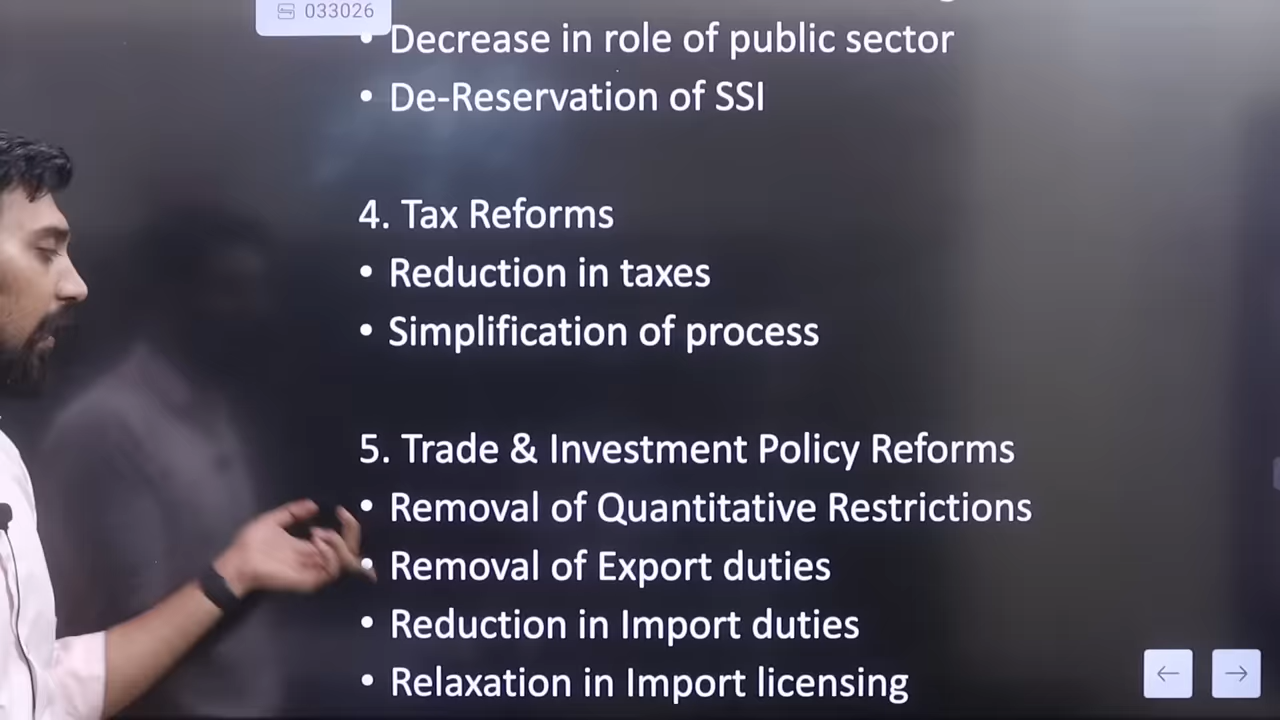 033026
• Decrease in role of public sector
• De-Reservation of SSI
4. Tax Reforms
• Reduction in taxes
• Simplification of process
5. Trade & Investment Policy Reforms
• Removal of Quantitative Restrictions
• Removal of Export duties
• Reduction in Import duties
• Relaxation in Import licensing